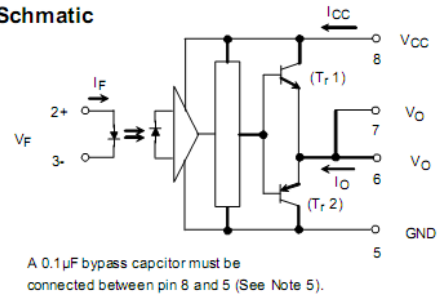 Schmatic
ICC
VCC
8
IF
(Tr 1)
2+
VO
7
VF
3-
VO
6
IO
(Tr 2)
GND
5
A 0.1µF bypass capcitor must be
connected between pin 8 and 5 (See Note 5).